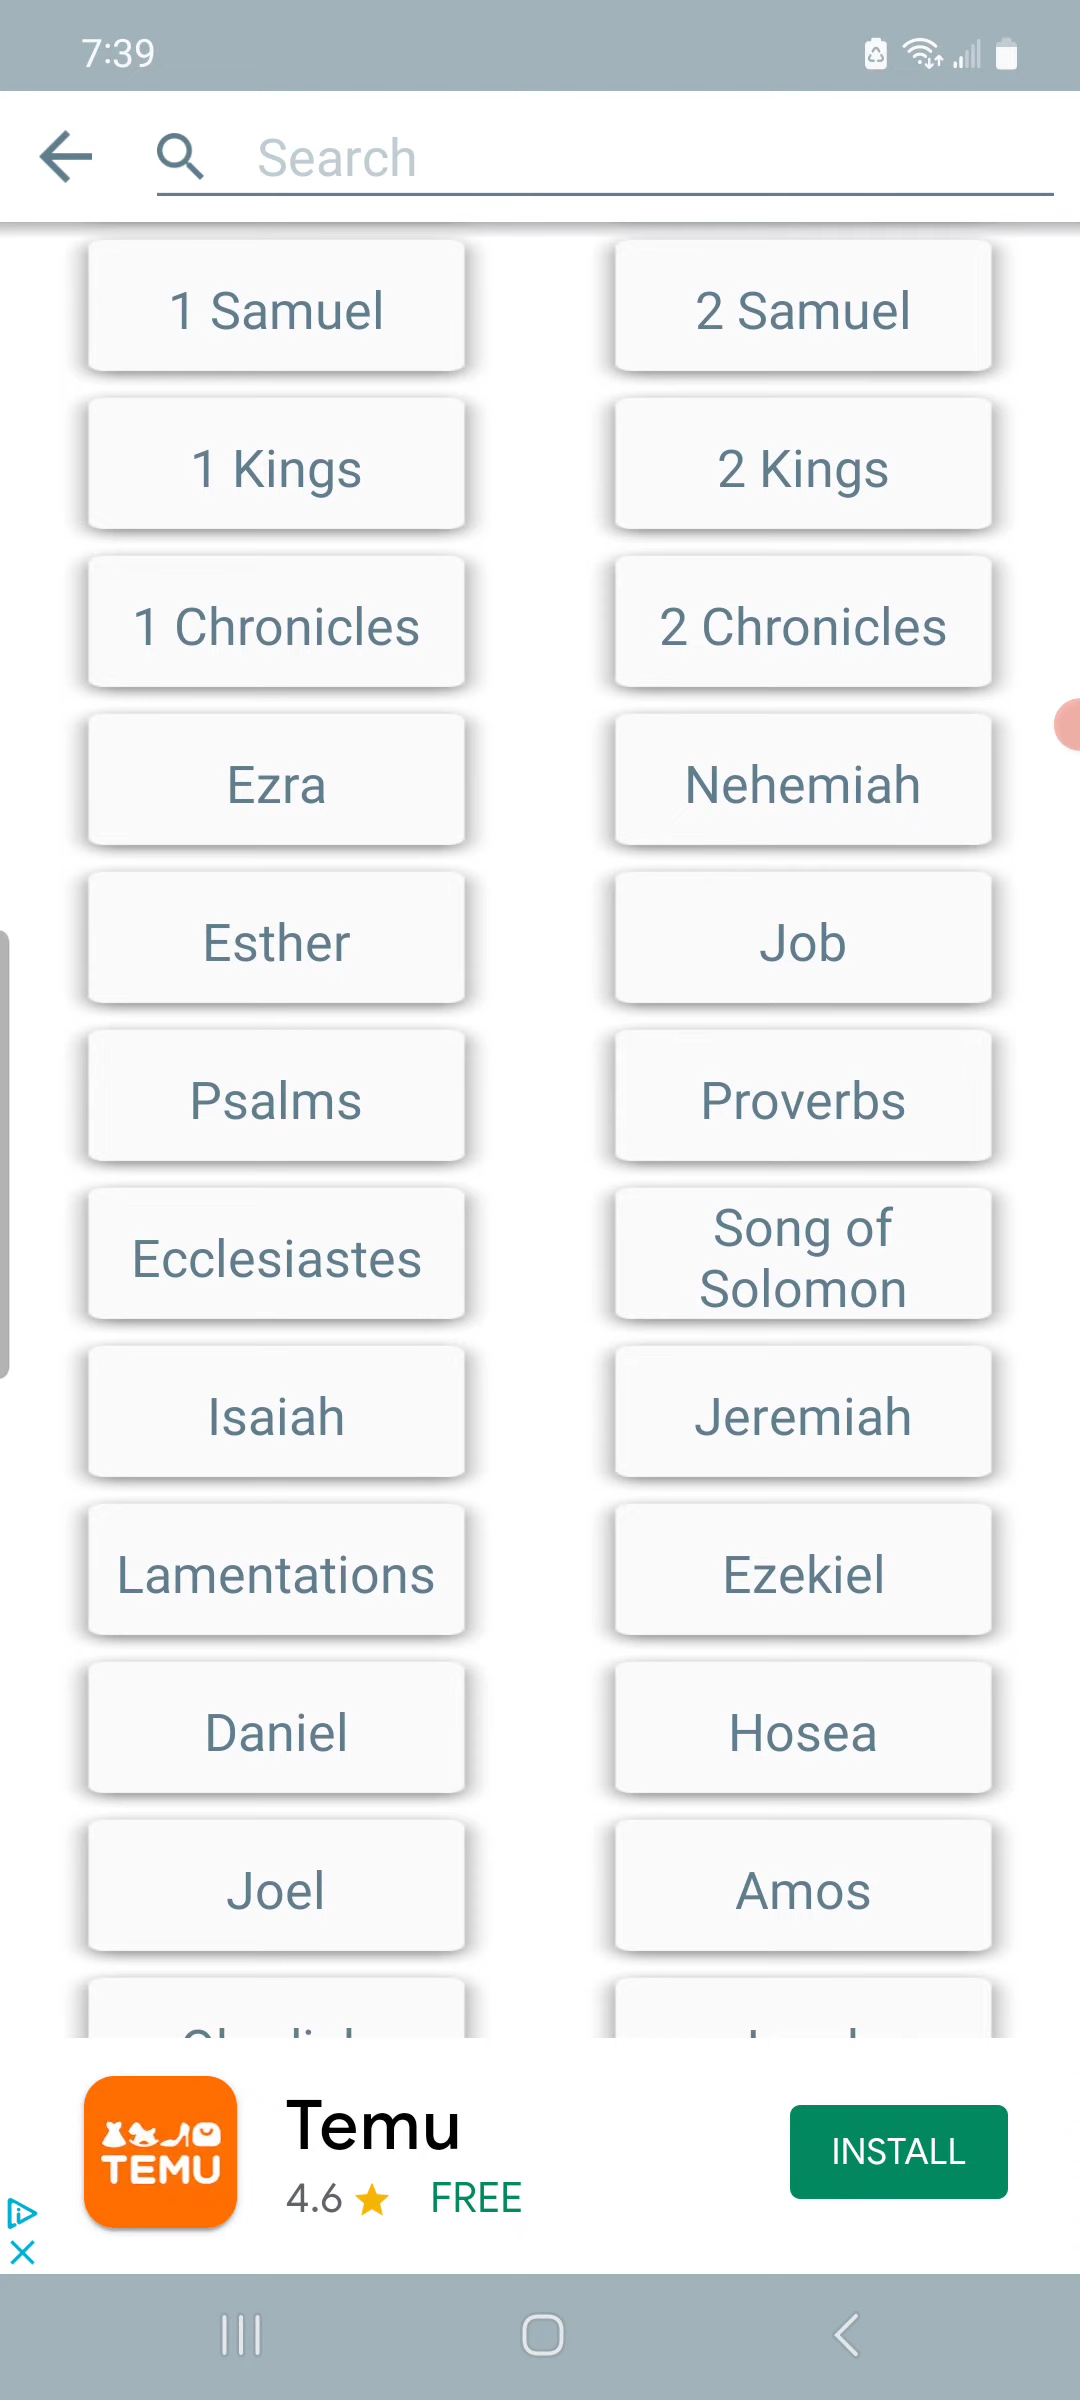 7:39
Search
1 Samuel
2 Samuel
1 Kings
2 Kings
1 Chronicles
2 Chronicles
Ezra
Nehemiah
Esther
Job
Psalms
Proverbs
Ecclesiastes
Song of
Solomon
Isaiah
Jeremiah
Lamentations
Ezekiel
Daniel
Hosea
Joel
Amos
TEMU
Temu
4.6
FREE
INSTALL